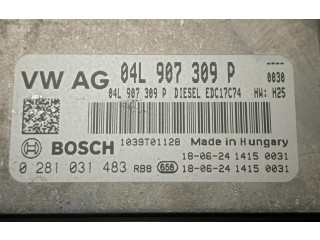 VW AG 04L 907 309 P
0030
04L 907 309 P DIESEL EDC17C74 HW: H25
BOSCH
1039T01128 Made in Hungary
18-06-24 1415 0031
0 281 031 483 RB8 656 18-06-24 1415 0031